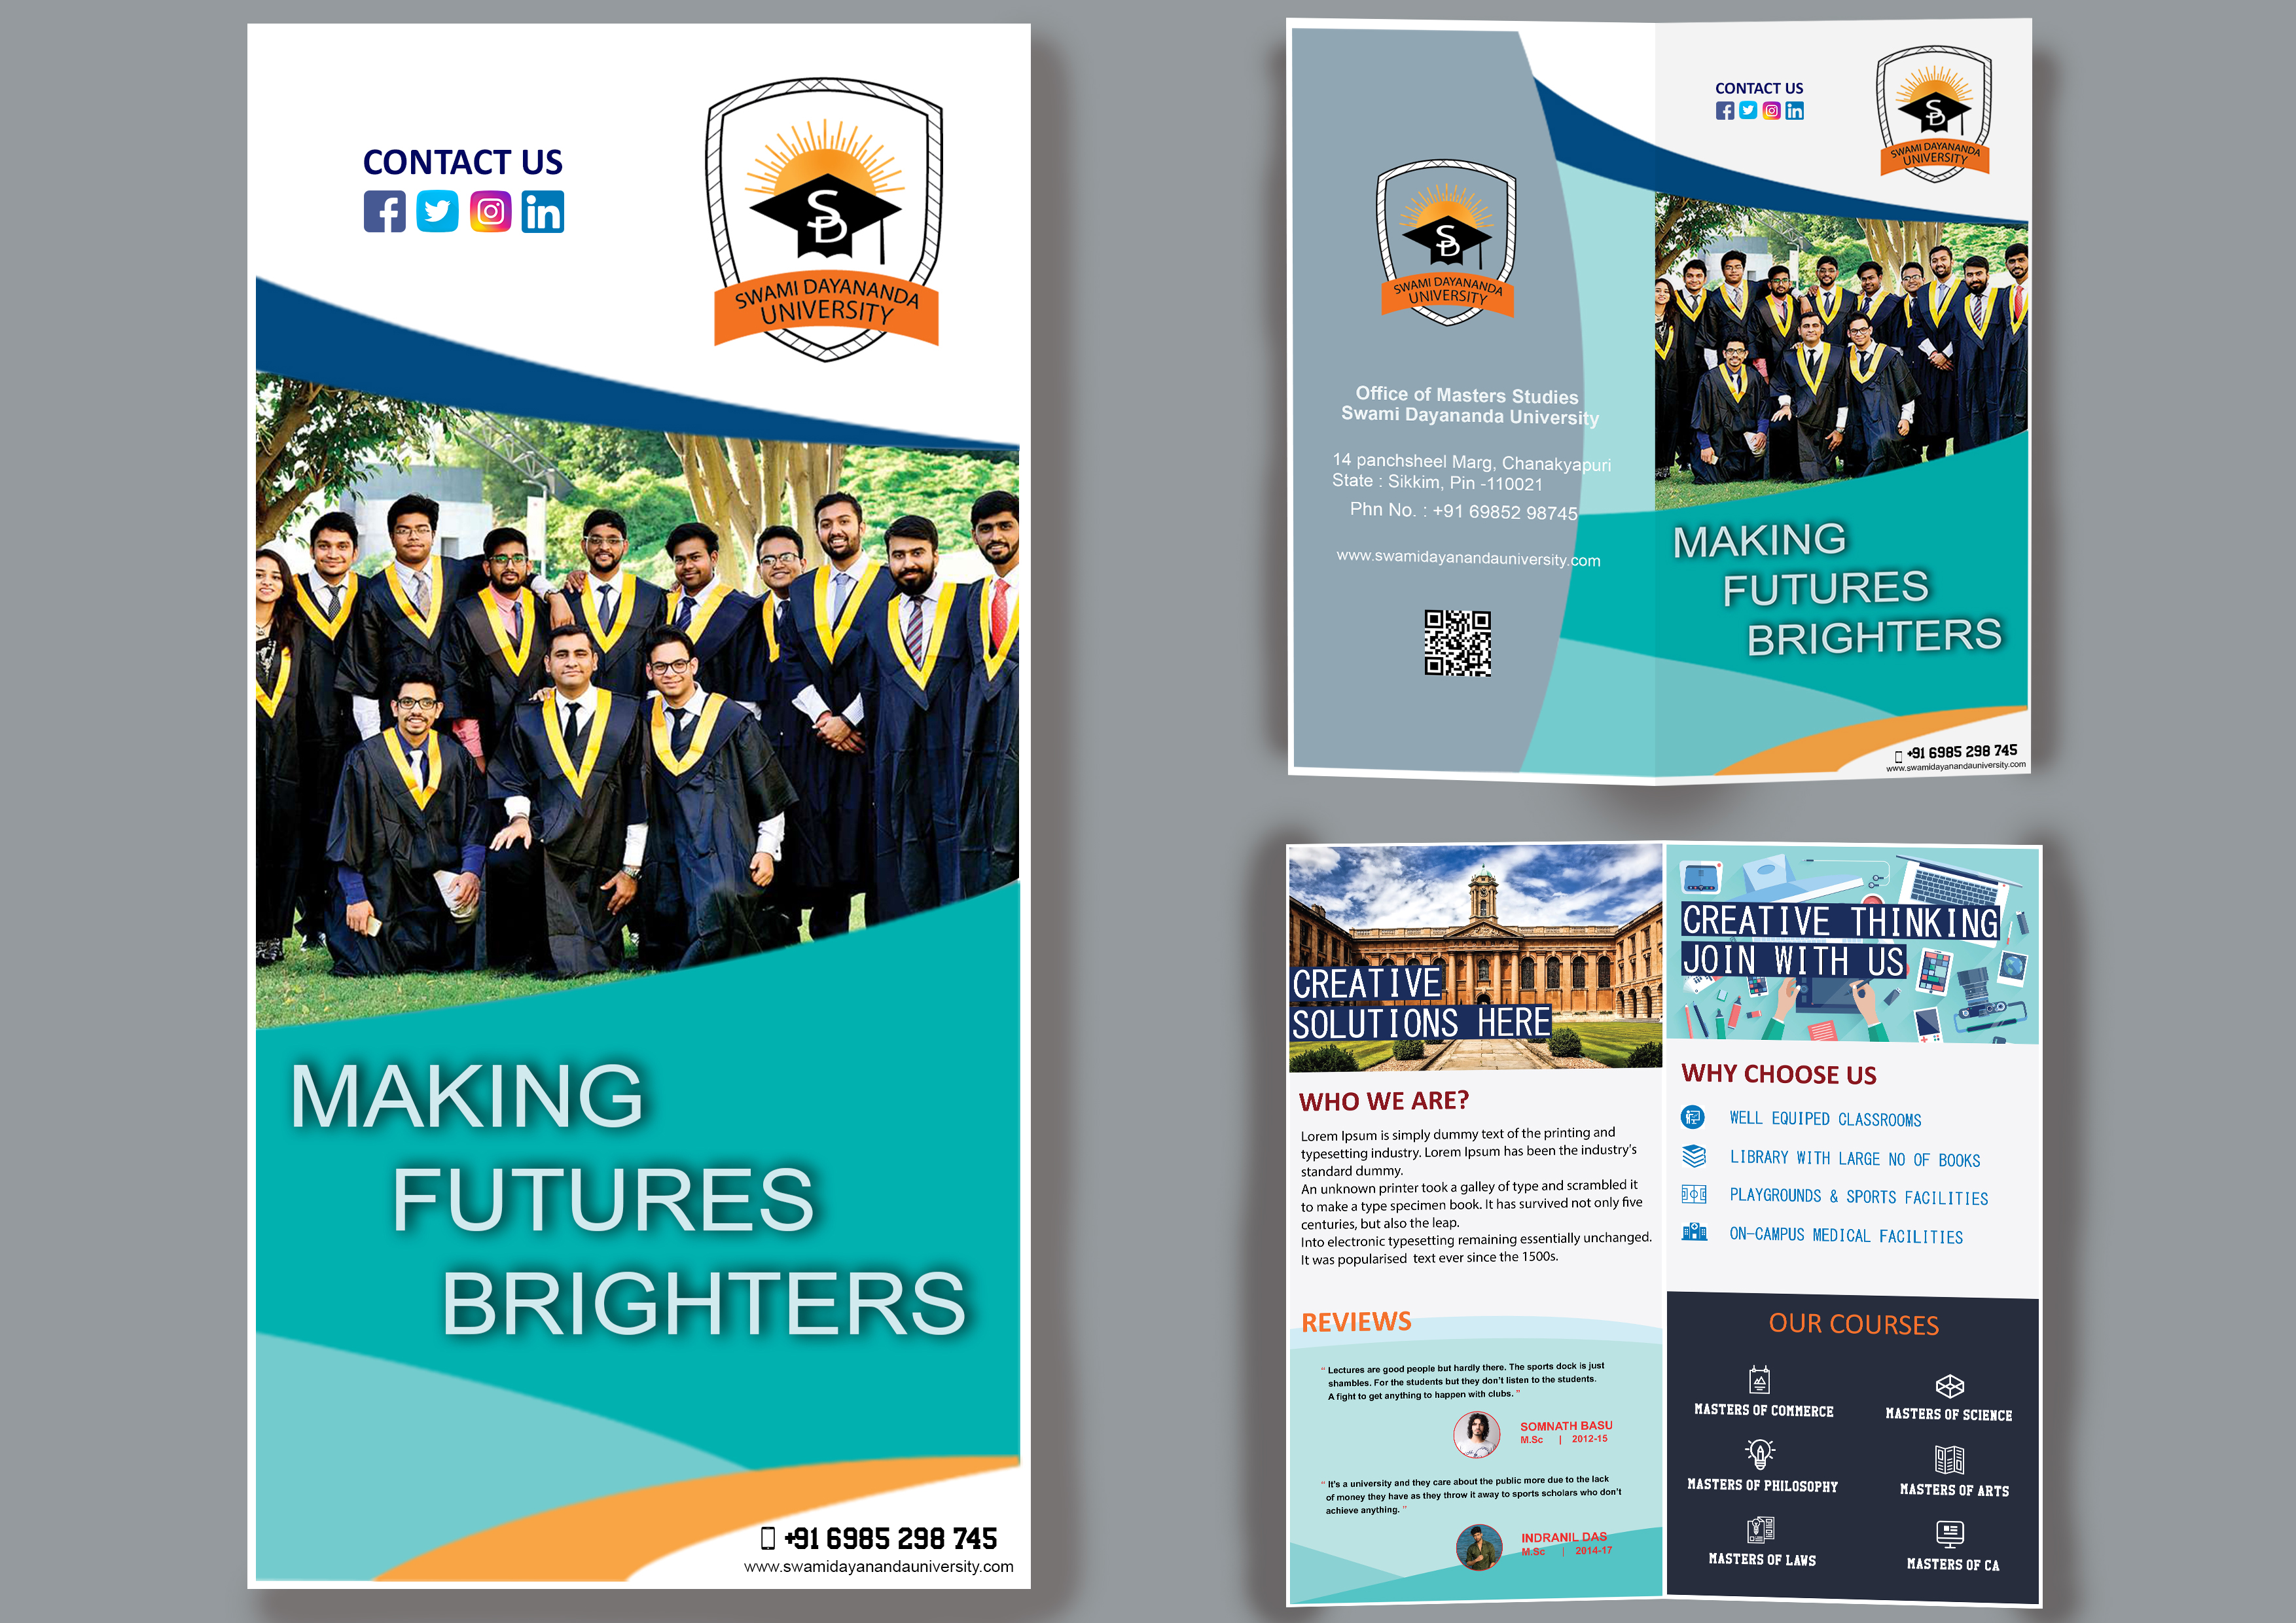 CONTACT US
SD
SWAMI DAYANANDA
UNIVERSITY
MAKING
FUTURES
BRIGHTERS
+91 6985 298 745
www.swamidayanandauniversity.com
SD
SWAMI DAYANANDA
UNIVERSITY
Office of Masters Studies
Swami Dayananda University
14 panchsheel Marg, Chanakyapuri
State : Sikkim, Pin -110021
Phn No. : +91 69852 98745
www.swamidayanandauniversity.com
CONTACT US
SD
SWAMI DAYANANDA
UNIVERSITY
MAKING
FUTURES
BRIGHTERS
+91 6985 298 745
www.swamidayanandauniversity.com
CREATIVE
SOLUTIONS HERE
WHO WE ARE?
Lorem Ipsum is simply dummy text of the printing and
typesetting industry. Lorem Ipsum has been the industry's
standard dummy.
An unknown printer took a galley of type and scrambled it
to make a type specimen book. It has survived not only five
centuries, but also the leap.
Into electronic typesetting remaining essentially unchanged.
It was popularised text ever since the 1500s.
REVIEWS
“ Lectures are good people but hardly there. The sports dock is just
shambles. For the students but they don't listen to the students.
A fight to get anything to happen with clubs. ”
SOMNATH BASU
M.Sc | 2012-15
“ It's a university and they care about the public more due to the lack
of money they have as they throw it away to sports scholars who don't
achieve anything. ”
INDRANIL DAS
M.Sc | 2014-17
CREATIVE THINKING
JOIN WITH US
WHY CHOOSE US
WELL EQUIPED CLASSROOMS
LIBRARY WITH LARGE NO OF BOOKS
PLAYGROUNDS & SPORTS FACILITIES
ON-CAMPUS MEDICAL FACILITIES
OUR COURSES
MASTERS OF COMMERCE
MASTERS OF SCIENCE
MASTERS OF PHILOSOPHY
MASTERS OF ARTS
MASTERS OF LAWS
MASTERS OF CA